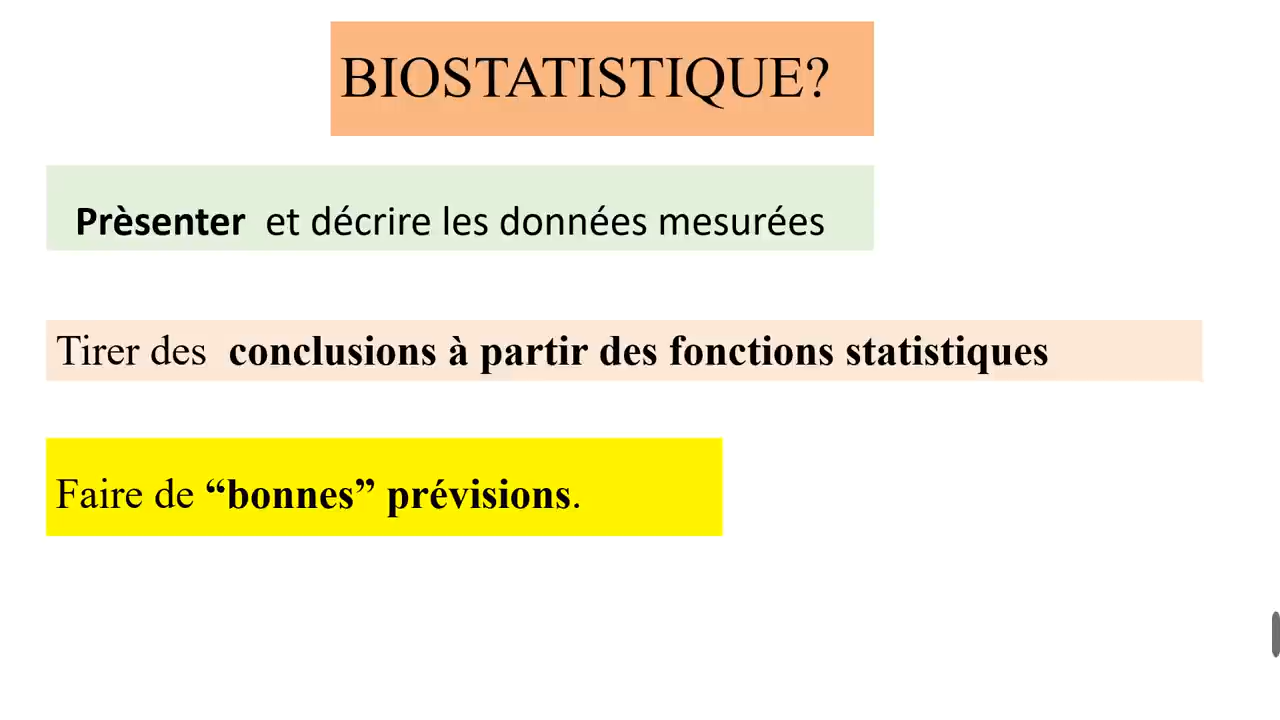 BIOSTATISTIQUE?
Prèsenter et décrire les données mesurées
Tirer des conclusions à partir des fonctions statistiques
Faire de “bonnes” prévisions.